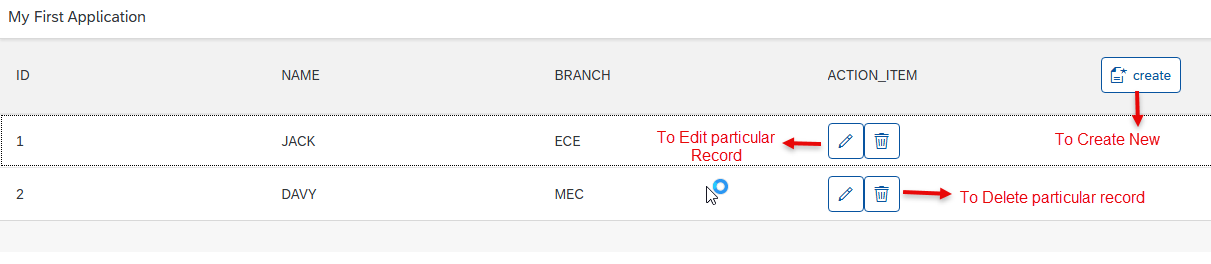 My First Application
ID NAME BRANCH ACTION_ITEM create
1 JACK ECE To Edit particular To Create New
Record
2 DAVY MEC To Delete particular record